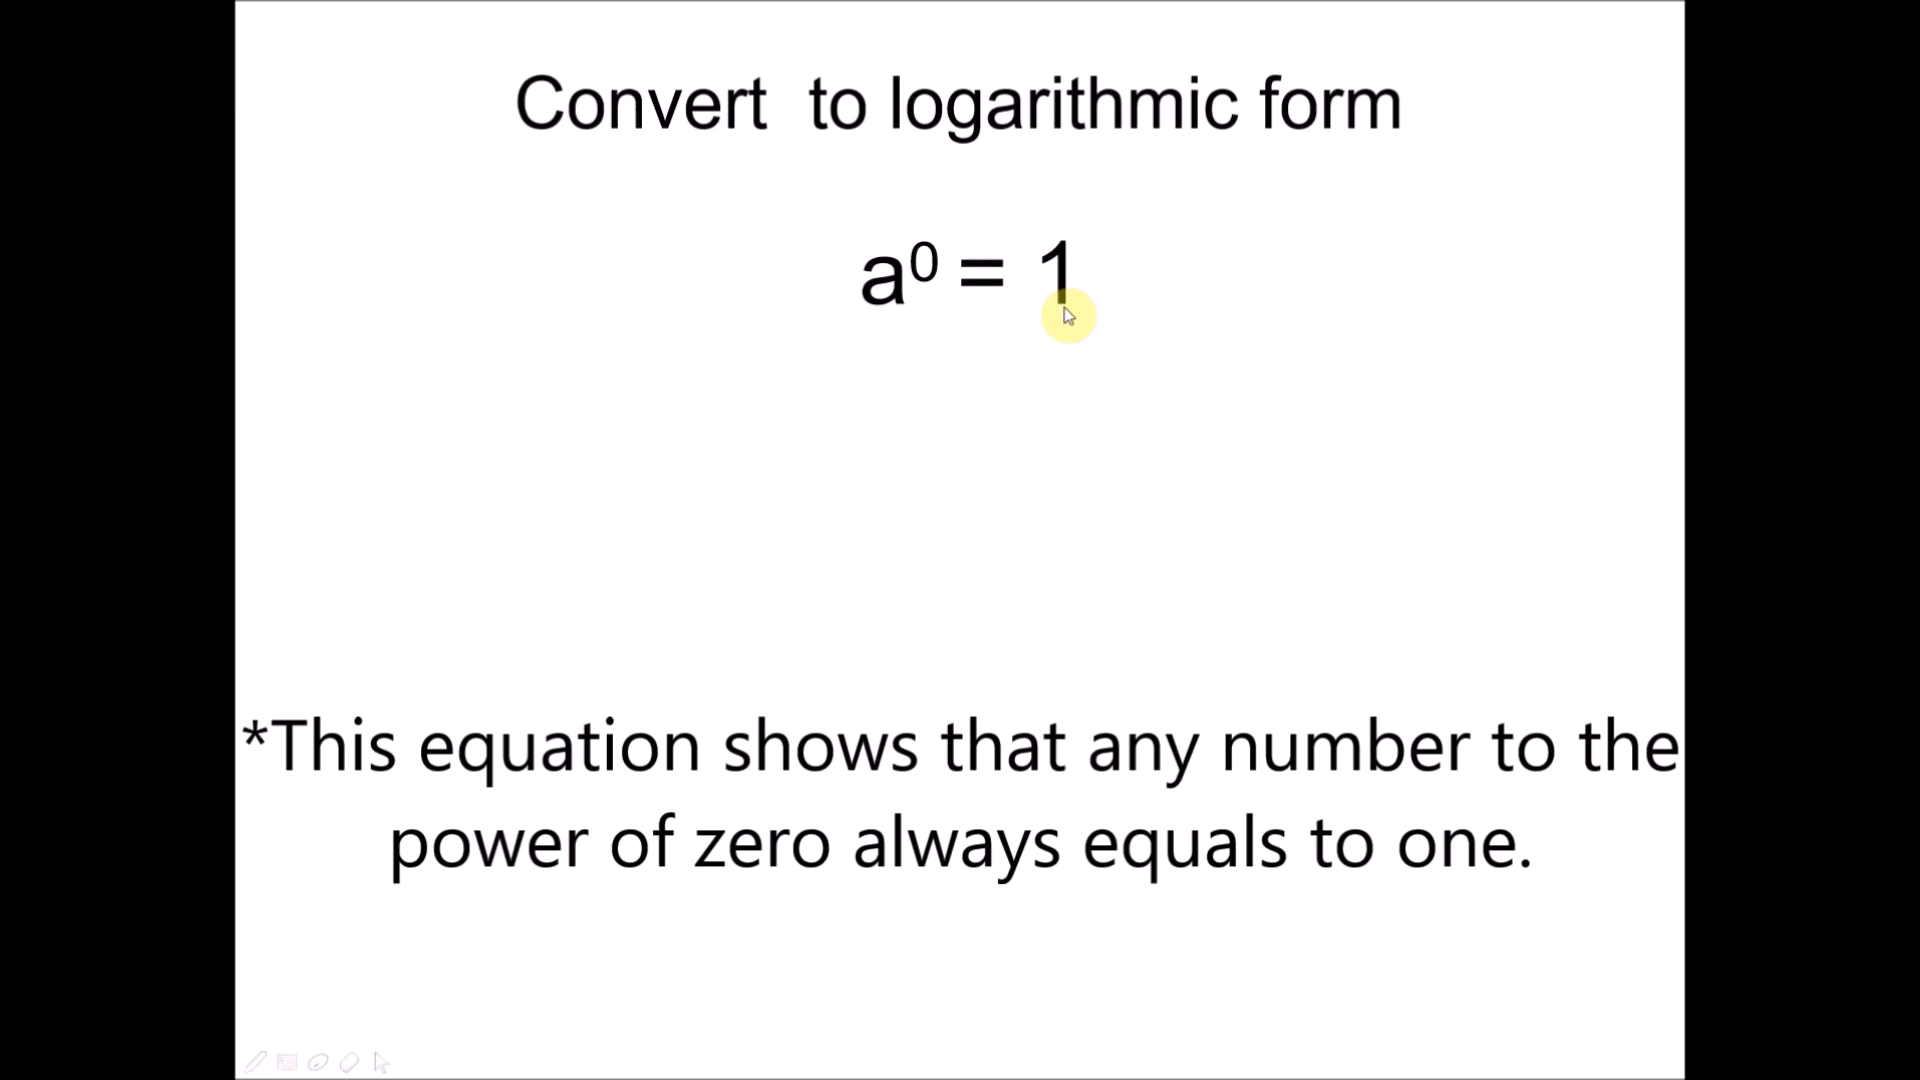 Convert  to logarithmic form
a⁰ = 1
*This equation shows that any number to the
power of zero always equals to one.